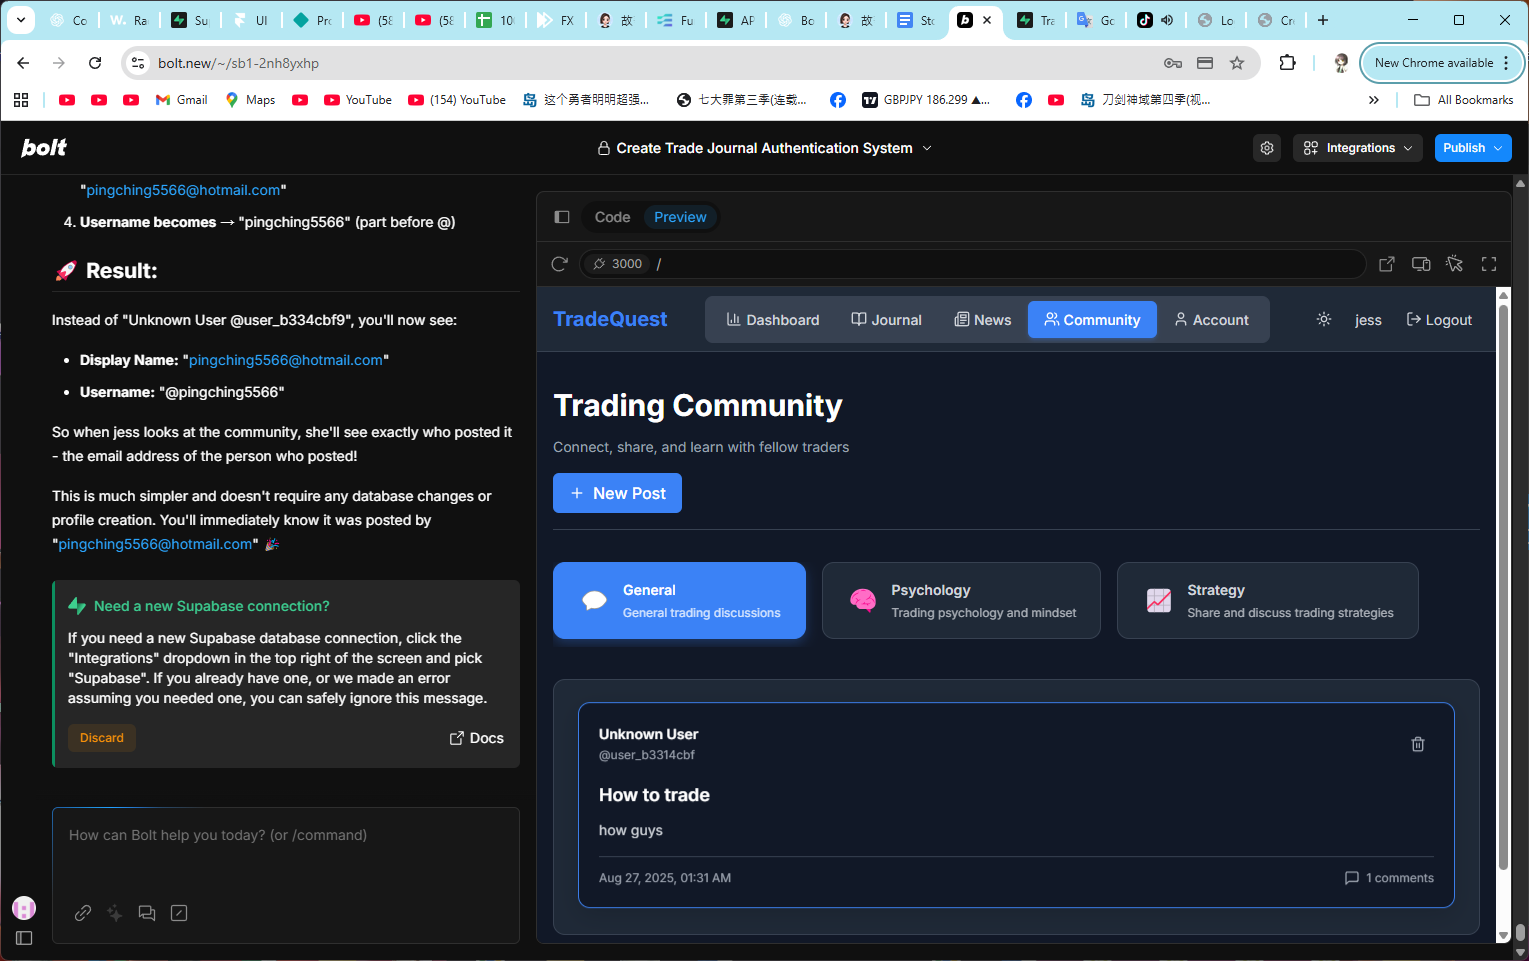 Co
W. Ra
Su
UI
Pro
(58
(58
10
FX
故
Fu
AP
Bo
故
Sto
b
Tra
Go
Lo
Cr
bolt.new/~/sb1-2nh8yxhp
New Chrome available
Gmail
Maps
YouTube
(154) YouTube
这个勇者明明超强...
七大罪第三季(连载...
GBPJPY 186.299 ▲...
刀剑神域第四季(视...
All Bookmarks
bolt
Create Trade Journal Authentication System
Integrations
Publish
"pingching5566@hotmail.com"
4. Username becomes → "pingching5566" (part before @)
🚀 Result:
Instead of "Unknown User @user_b334cbf9", you'll now see:
• Display Name: "pingching5566@hotmail.com"
• Username: "@pingching5566"
So when jess looks at the community, she'll see exactly who posted it
- the email address of the person who posted!
This is much simpler and doesn't require any database changes or
profile creation. You'll immediately know it was posted by
"pingching5566@hotmail.com" 🎉
Need a new Supabase connection?
If you need a new Supabase database connection, click the
"Integrations" dropdown in the top right of the screen and pick
"Supabase". If you already have one, or we made an error
assuming you needed one, you can safely ignore this message.
Discard
Docs
How can Bolt help you today? (or /command)
Code
Preview
3000 /
TradeQuest
Dashboard
Journal
News
Community
Account
jess
Logout
Trading Community
Connect, share, and learn with fellow traders
+ New Post
General
General trading discussions
Psychology
Trading psychology and mindset
Strategy
Share and discuss trading strategies
Unknown User
@user_b3314cbf
How to trade
how guys
Aug 27, 2025, 01:31 AM
1 comments